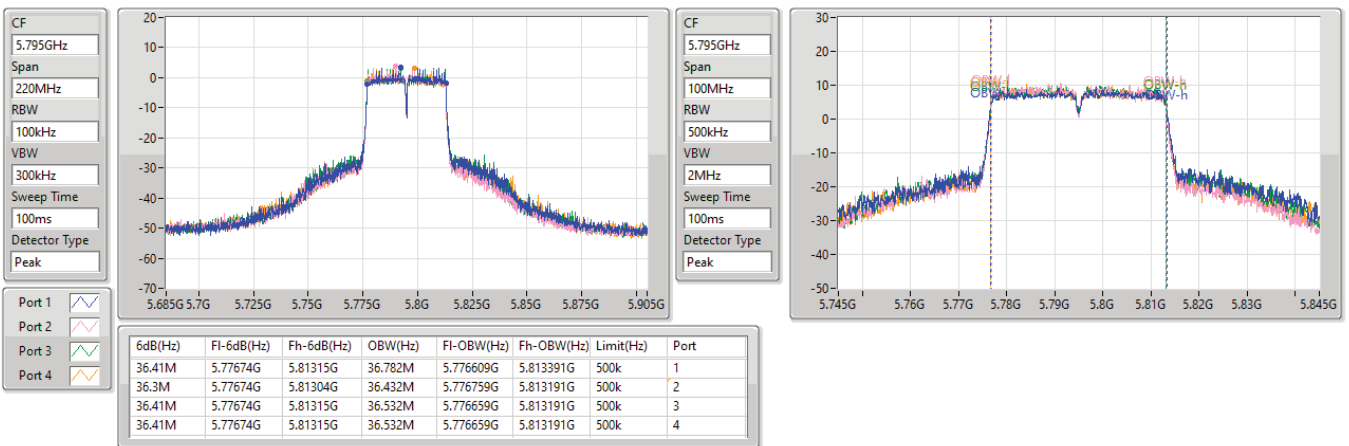 CF
5.795GHz
Span
220MHz
RBW
100kHz
VBW
300kHz
Sweep Time
100ms
Detector Type
Peak
20
10
0
-10
-20
-30
-40
-50
-60
-70
5.685G 5.7G 5.725G 5.75G 5.775G 5.8G 5.825G 5.85G 5.875G 5.905G
CF
5.795GHz
Span
100MHz
RBW
500kHz
VBW
2MHz
Sweep Time
100ms
Detector Type
Peak
30
20
10
0
-10
-20
-30
-40
-50
OBW-h
OBW-h
5.745G 5.76G 5.77G 5.78G 5.79G 5.8G 5.81G 5.82G 5.83G 5.845G
Port 1
Port 2
Port 3
Port 4
6dB(Hz) Fl-6dB(Hz) Fh-6dB(Hz) OBW(Hz) Fl-OBW(Hz) Fh-OBW(Hz) Limit(Hz) Port
36.41M 5.77674G 5.81315G 36.782M 5.776609G 5.813391G 500k 1
36.3M 5.77674G 5.81304G 36.432M 5.776759G 5.813191G 500k 2
36.41M 5.77674G 5.81315G 36.532M 5.776659G 5.813191G 500k 3
36.41M 5.77674G 5.81315G 36.532M 5.776659G 5.813191G 500k 4